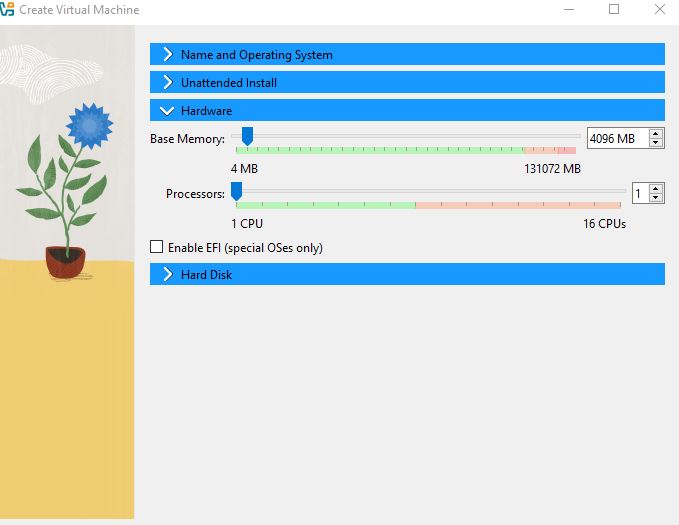 Create Virtual Machine
Name and Operating System
Unattended Install
Hardware
Base Memory: 4096 MB
4 MB 131072 MB
Processors: 1
1 CPU 16 CPUs
Enable EFI (special OSes only)
Hard Disk